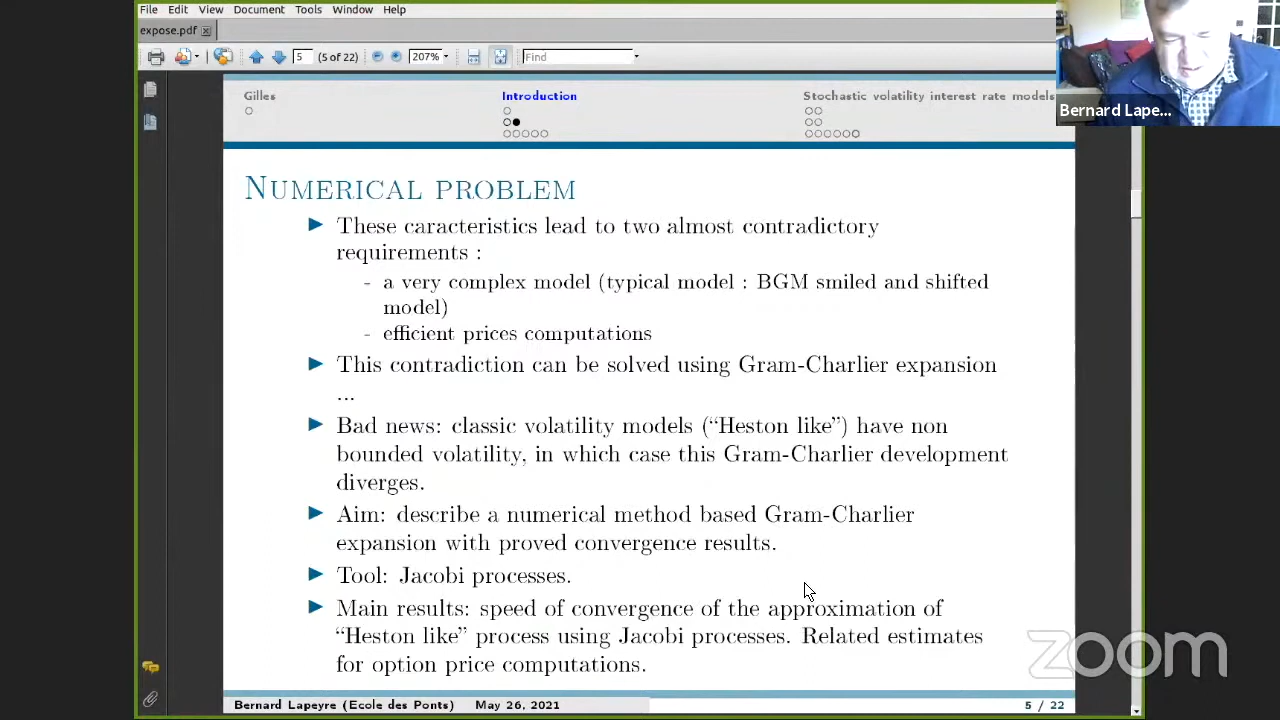 File Edit View Document Tools Window Help
expose.pdf
5 (5 of 22) 207% Find
Gilles Introduction Stochastic volatility interest rate models
Bernard Lape...
NUMERICAL PROBLEM
These caracteristics lead to two almost contradictory
requirements :
- a very complex model (typical model : BGM smiled and shifted
model)
- efficient prices computations
This contradiction can be solved using Gram-Charlier expansion
...
Bad news: classic volatility models (“Heston like”) have non
bounded volatility, in which case this Gram-Charlier development
diverges.
Aim: describe a numerical method based Gram-Charlier
expansion with proved convergence results.
Tool: Jacobi processes.
Main results: speed of convergence of the approximation of
“Heston like” process using Jacobi processes. Related estimates
for option price computations.
zoom
Bernard Lapeyre (Ecole des Ponts) May 26, 2021 5 / 22